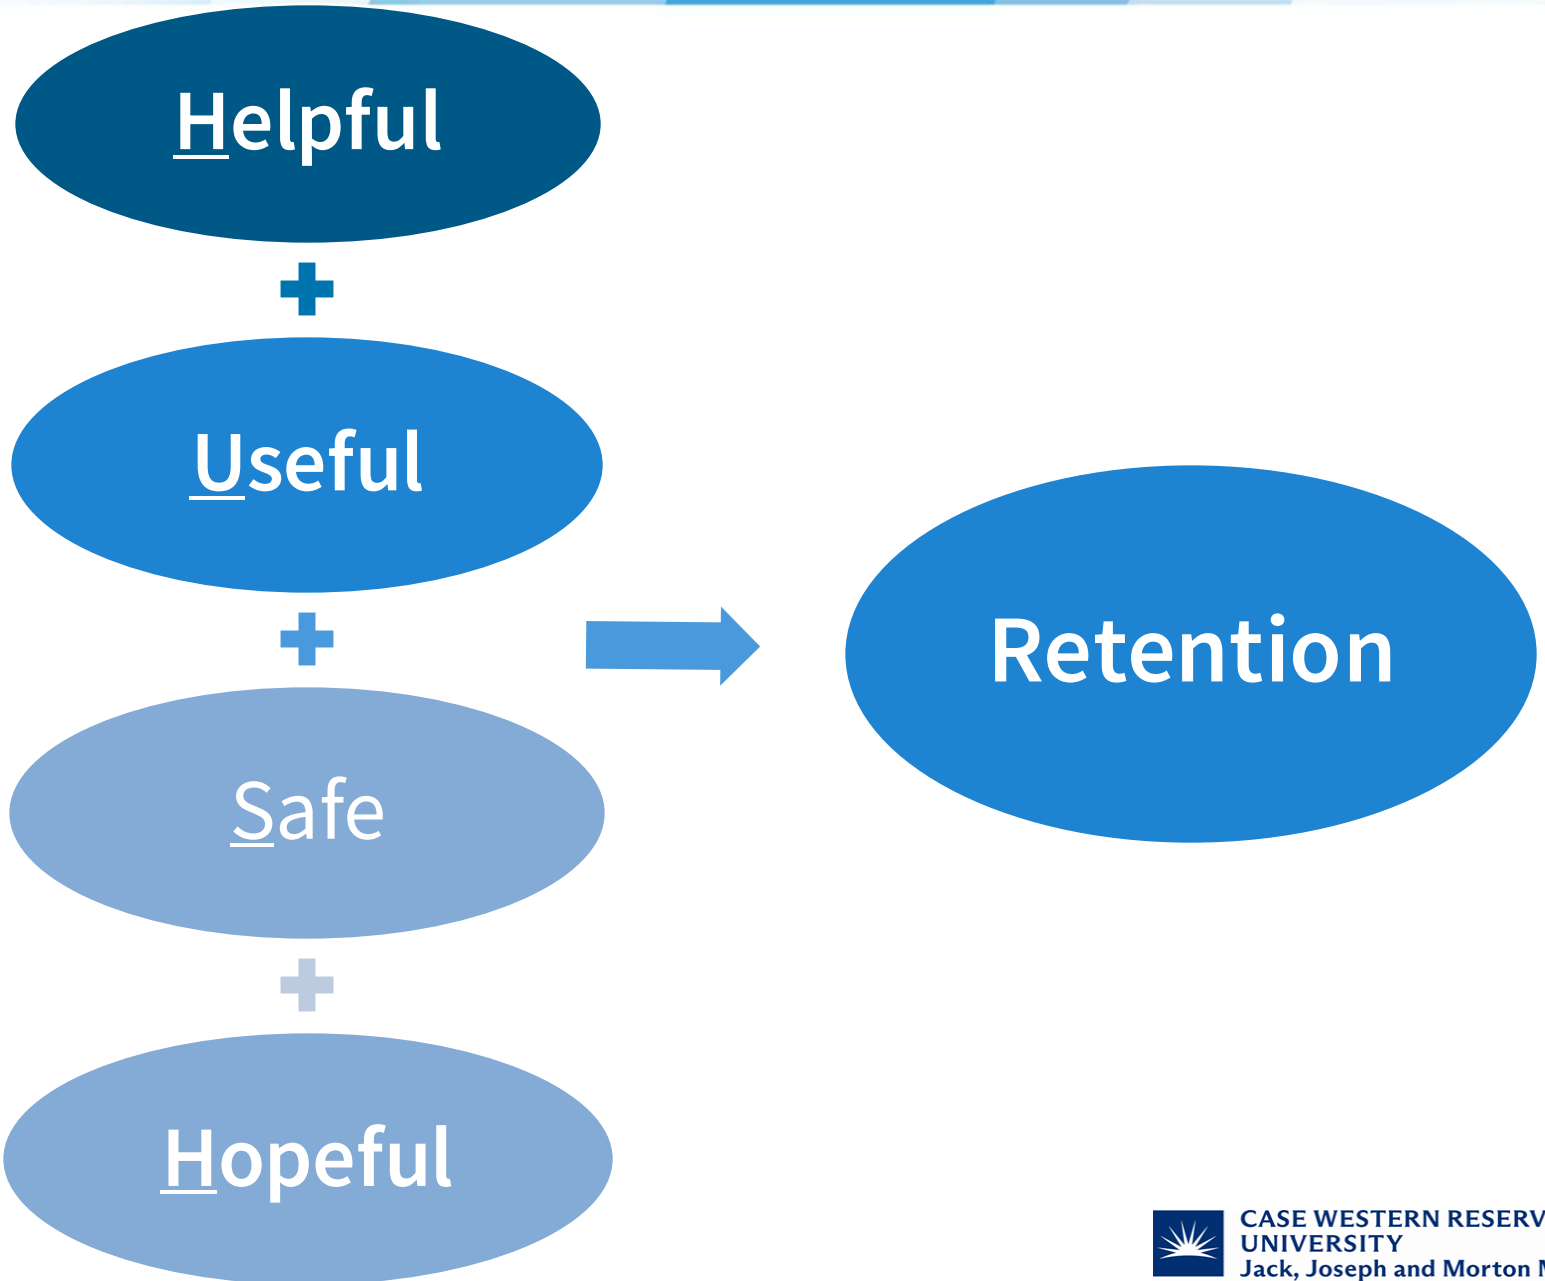 Helpful
Useful
Safe
Hopeful
Retention
CASE WESTERN RESERV
UNIVERSITY
Jack, Joseph and Morton M